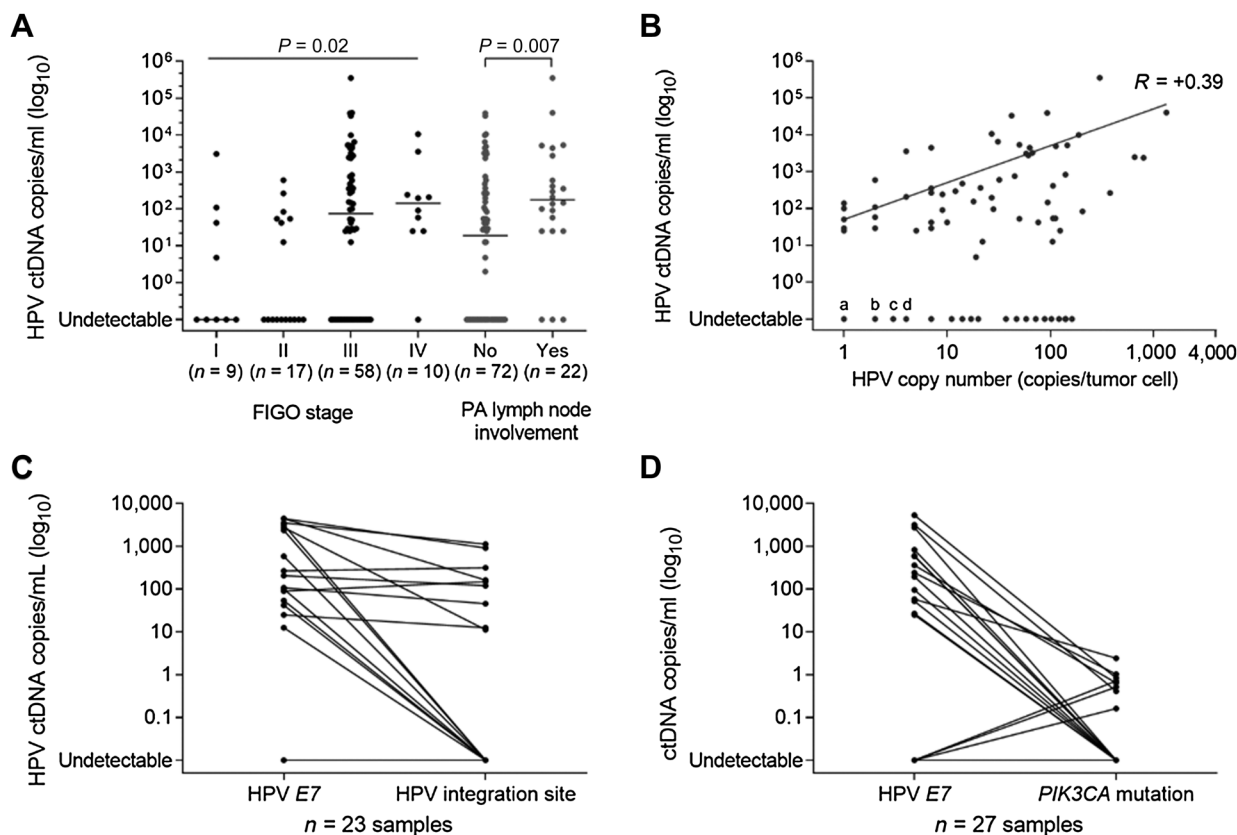 A
P = 0.02
P = 0.007
HPV ctDNA copies/ml (log10)
10^6
10^5
10^4
10^3
10^2
10^1
10^0
Undetectable
I
II
III
IV
No
Yes
(n = 9)
(n = 17)
(n = 58)
(n = 10)
(n = 72)
(n = 22)
FIGO stage
PA lymph node
involvement
B
HPV ctDNA copies/ml (log10)
10^6
10^5
10^4
10^3
10^2
10^1
10^0
Undetectable
R = +0.39
a b c d
1
10
100
1,000
4,000
HPV copy number (copies/tumor cell)
C
HPV ctDNA copies/mL (log10)
10,000
1,000
100
10
1
0.1
Undetectable
HPV E7
HPV integration site
n = 23 samples
D
ctDNA copies/ml (log10)
10,000
1,000
100
10
1
0.1
Undetectable
HPV E7
PIK3CA mutation
n = 27 samples